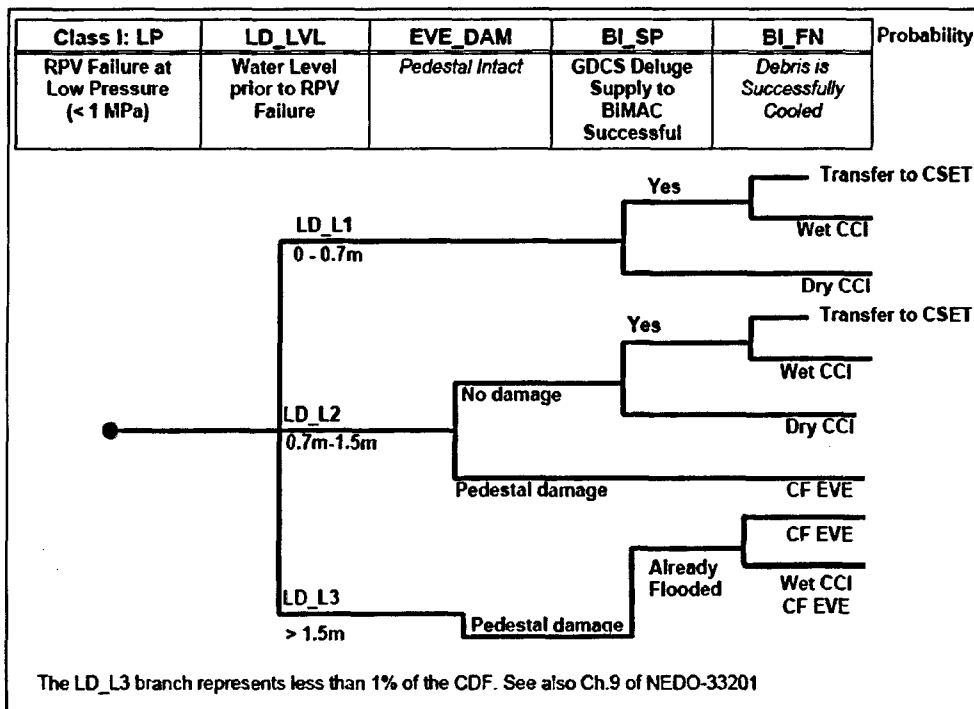 Class I: LP LD_LVL EVE_DAM BI_SP BI_FN Probability
RPV Failure at
Low Pressure
(< 1 MPa)
Water Level
prior to RPV
Failure
Pedestal Intact
GDCS Deluge
Supply to
BIMAC
Successful
Debris is
Successfully
Cooled
Transfer to CSET
Yes
Wet CCI
LD_L1
0 - 0.7m
Dry CCI
Transfer to CSET
Yes
Wet CCI
No damage
LD_L2
0.7m-1.5m
Dry CCI
Pedestal damage
CF EVE
CF EVE
Already
Flooded
Wet CCI
CF EVE
LD_L3
> 1.5m
Pedestal damage
The LD_L3 branch represents less than 1% of the CDF. See also Ch.9 of NEDO-33201